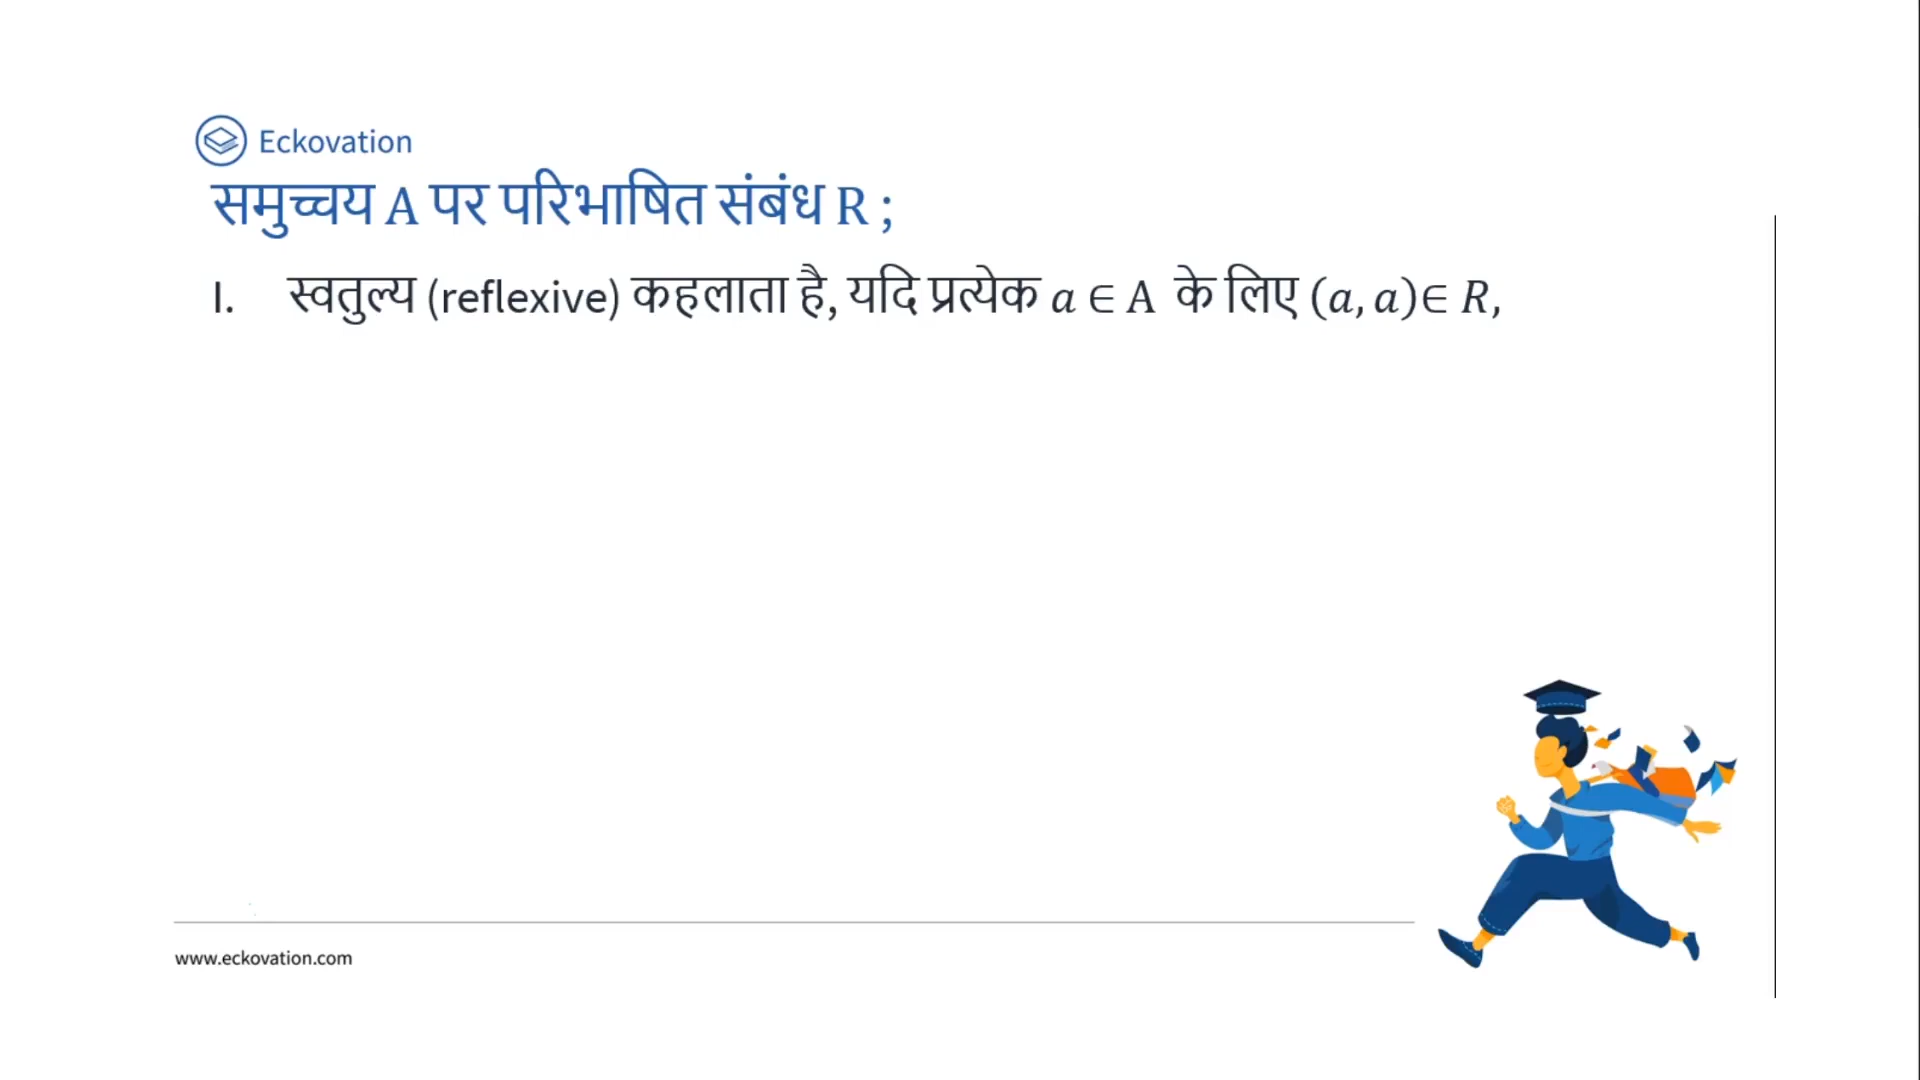 Eckovation
समुच्चय A पर परिभाषित संबंध R ;
I. स्वतुल्य (reflexive) कहलाता है, यदि प्रत्येक a ∈ A के लिए (a, a)∈ R,
www.eckovation.com